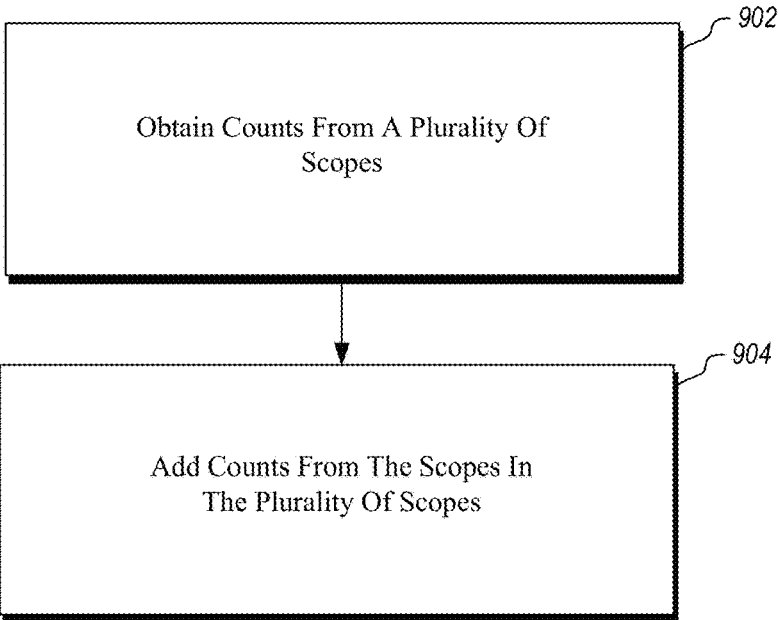 902
Obtain Counts From A Plurality Of
Scopes
904
Add Counts From The Scopes In
The Plurality Of Scopes